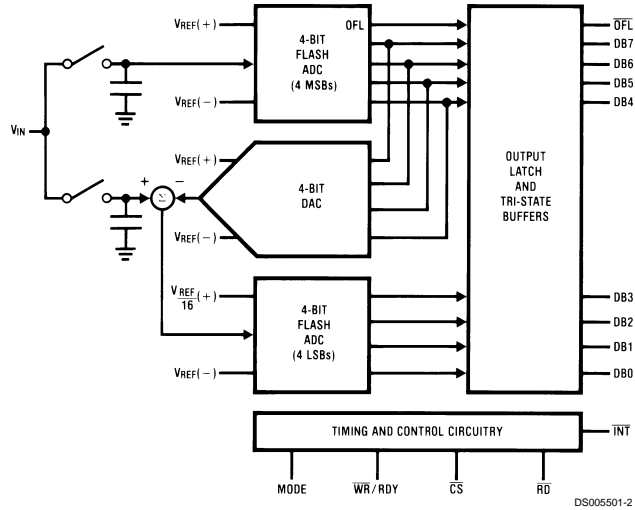 VREF(+)
4-BIT
FLASH
ADC
(4 MSBs)
OFL
VREF(−)
VIN
OFL
DB7
DB6
DB5
DB4
VREF(+)
4-BIT
DAC
VREF(−)
+
−
Σ
OUTPUT
LATCH
AND
TRI-STATE
BUFFERS
VREF(+)
16
4-BIT
FLASH
ADC
(4 LSBs)
VREF(−)
DB3
DB2
DB1
DB0
TIMING AND CONTROL CIRCUITRY
INT
MODE
WR/RDY
CS
RD
DS005501-2